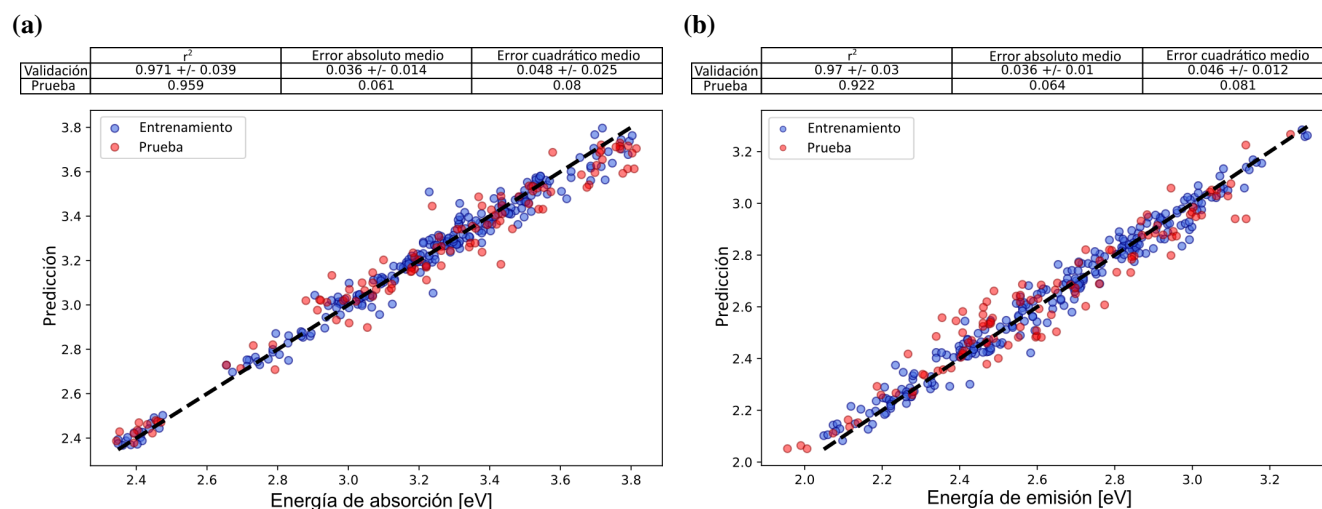 (a)
r² Error absoluto medio Error cuadrático medio
Validación 0.971 +/- 0.039 0.036 +/- 0.014 0.048 +/- 0.025
Prueba 0.959 0.061 0.08
Entrenamiento
Prueba
3.8
3.6
3.4
3.2
3.0
2.8
2.6
2.4
Predicción
2.4 2.6 2.8 3.0 3.2 3.4 3.6 3.8
Energía de absorción [eV]
(b)
r² Error absoluto medio Error cuadrático medio
Validación 0.97 +/- 0.03 0.036 +/- 0.01 0.046 +/- 0.012
Prueba 0.922 0.064 0.081
Entrenamiento
Prueba
3.2
3.0
2.8
2.6
2.4
2.2
2.0
Predicción
2.0 2.2 2.4 2.6 2.8 3.0 3.2
Energía de emisión [eV]